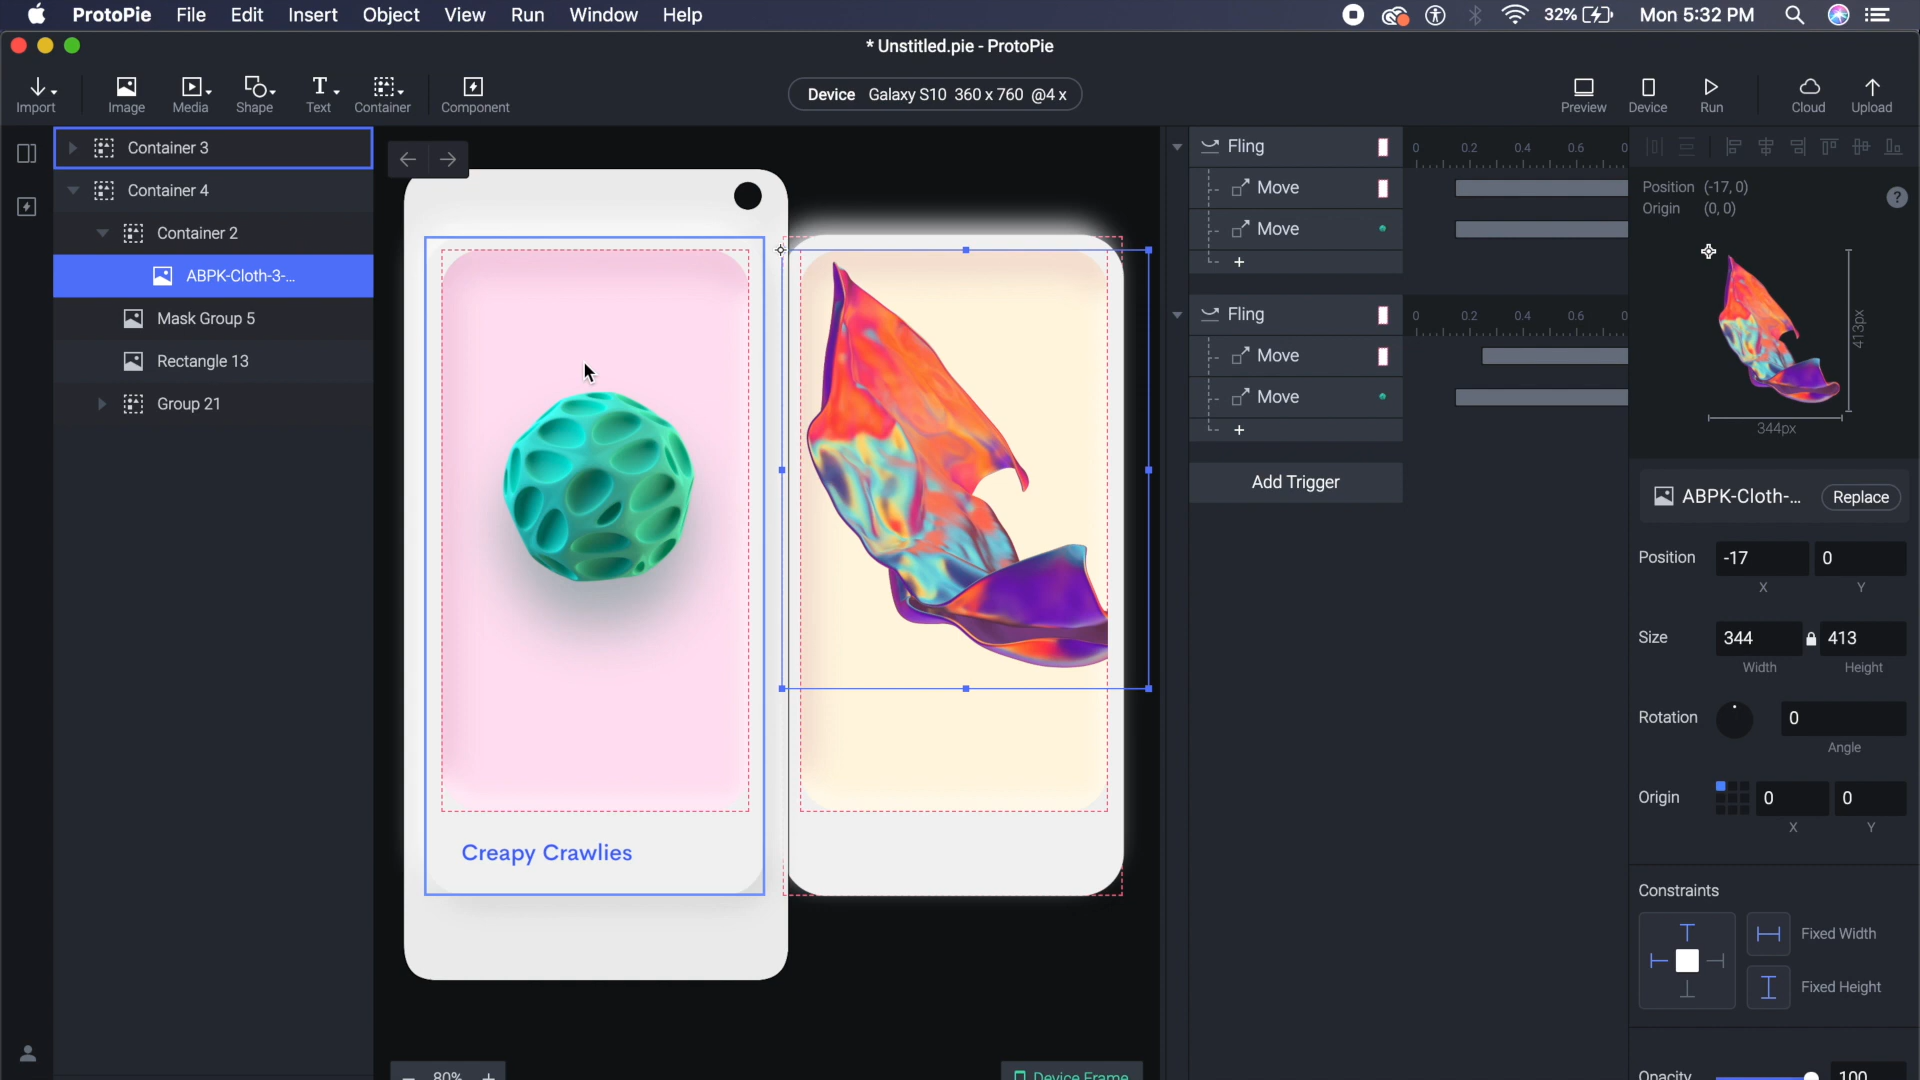 ProtoPie File Edit Insert Object View Run Window Help
32% Mon 5:32 PM
* Unstitled.pie - ProtoPie
Import Image Media Shape Text Container Component
Device Galaxy S10 360 x 760 @4 x
Preview Device Run Cloud Upload
Container 3
Container 4
Container 2
ABPK-Cloth-3-...
Mask Group 5
Rectangle 13
Group 21
Creapy Crawlies
80%
Device Frame
Fling
0 0.2 0.4 0.6 0
Move
Move
+
Fling
0 0.2 0.4 0.6 0
Move
Move
+
Add Trigger
Position (-17, 0)
Origin (0, 0)
?
413px
344px
ABPK-Cloth-... Replace
Position -17 0
X Y
Size 344 413
Width Height
Rotation 0
Angle
Origin 0 0
X Y
Constraints
Fixed Width
Fixed Height
Opacity 100